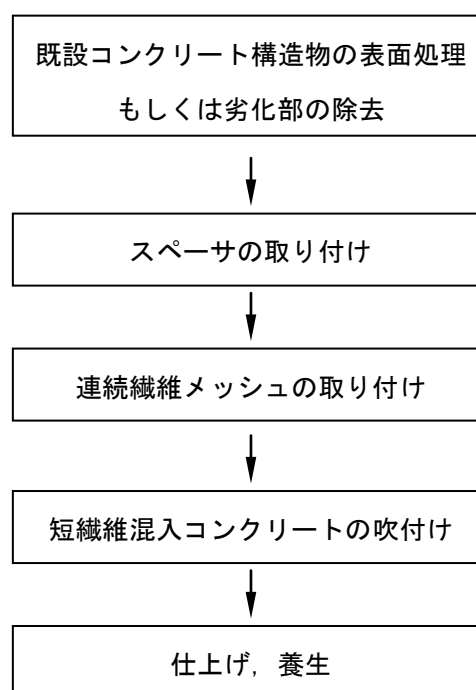 既設コンクリート構造物の表面処理
もしくは劣化部の除去
スペーサの取り付け
連続繊維メッシュの取り付け
短繊維混入コンクリートの吹付け
仕上げ，養生